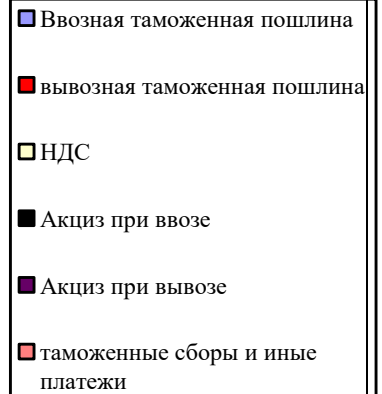 Ввозная таможенная пошлина
вывозная таможенная пошлина
НДС
Акциз при ввозе
Акциз при вывозе
таможенные сборы и иные
платежи